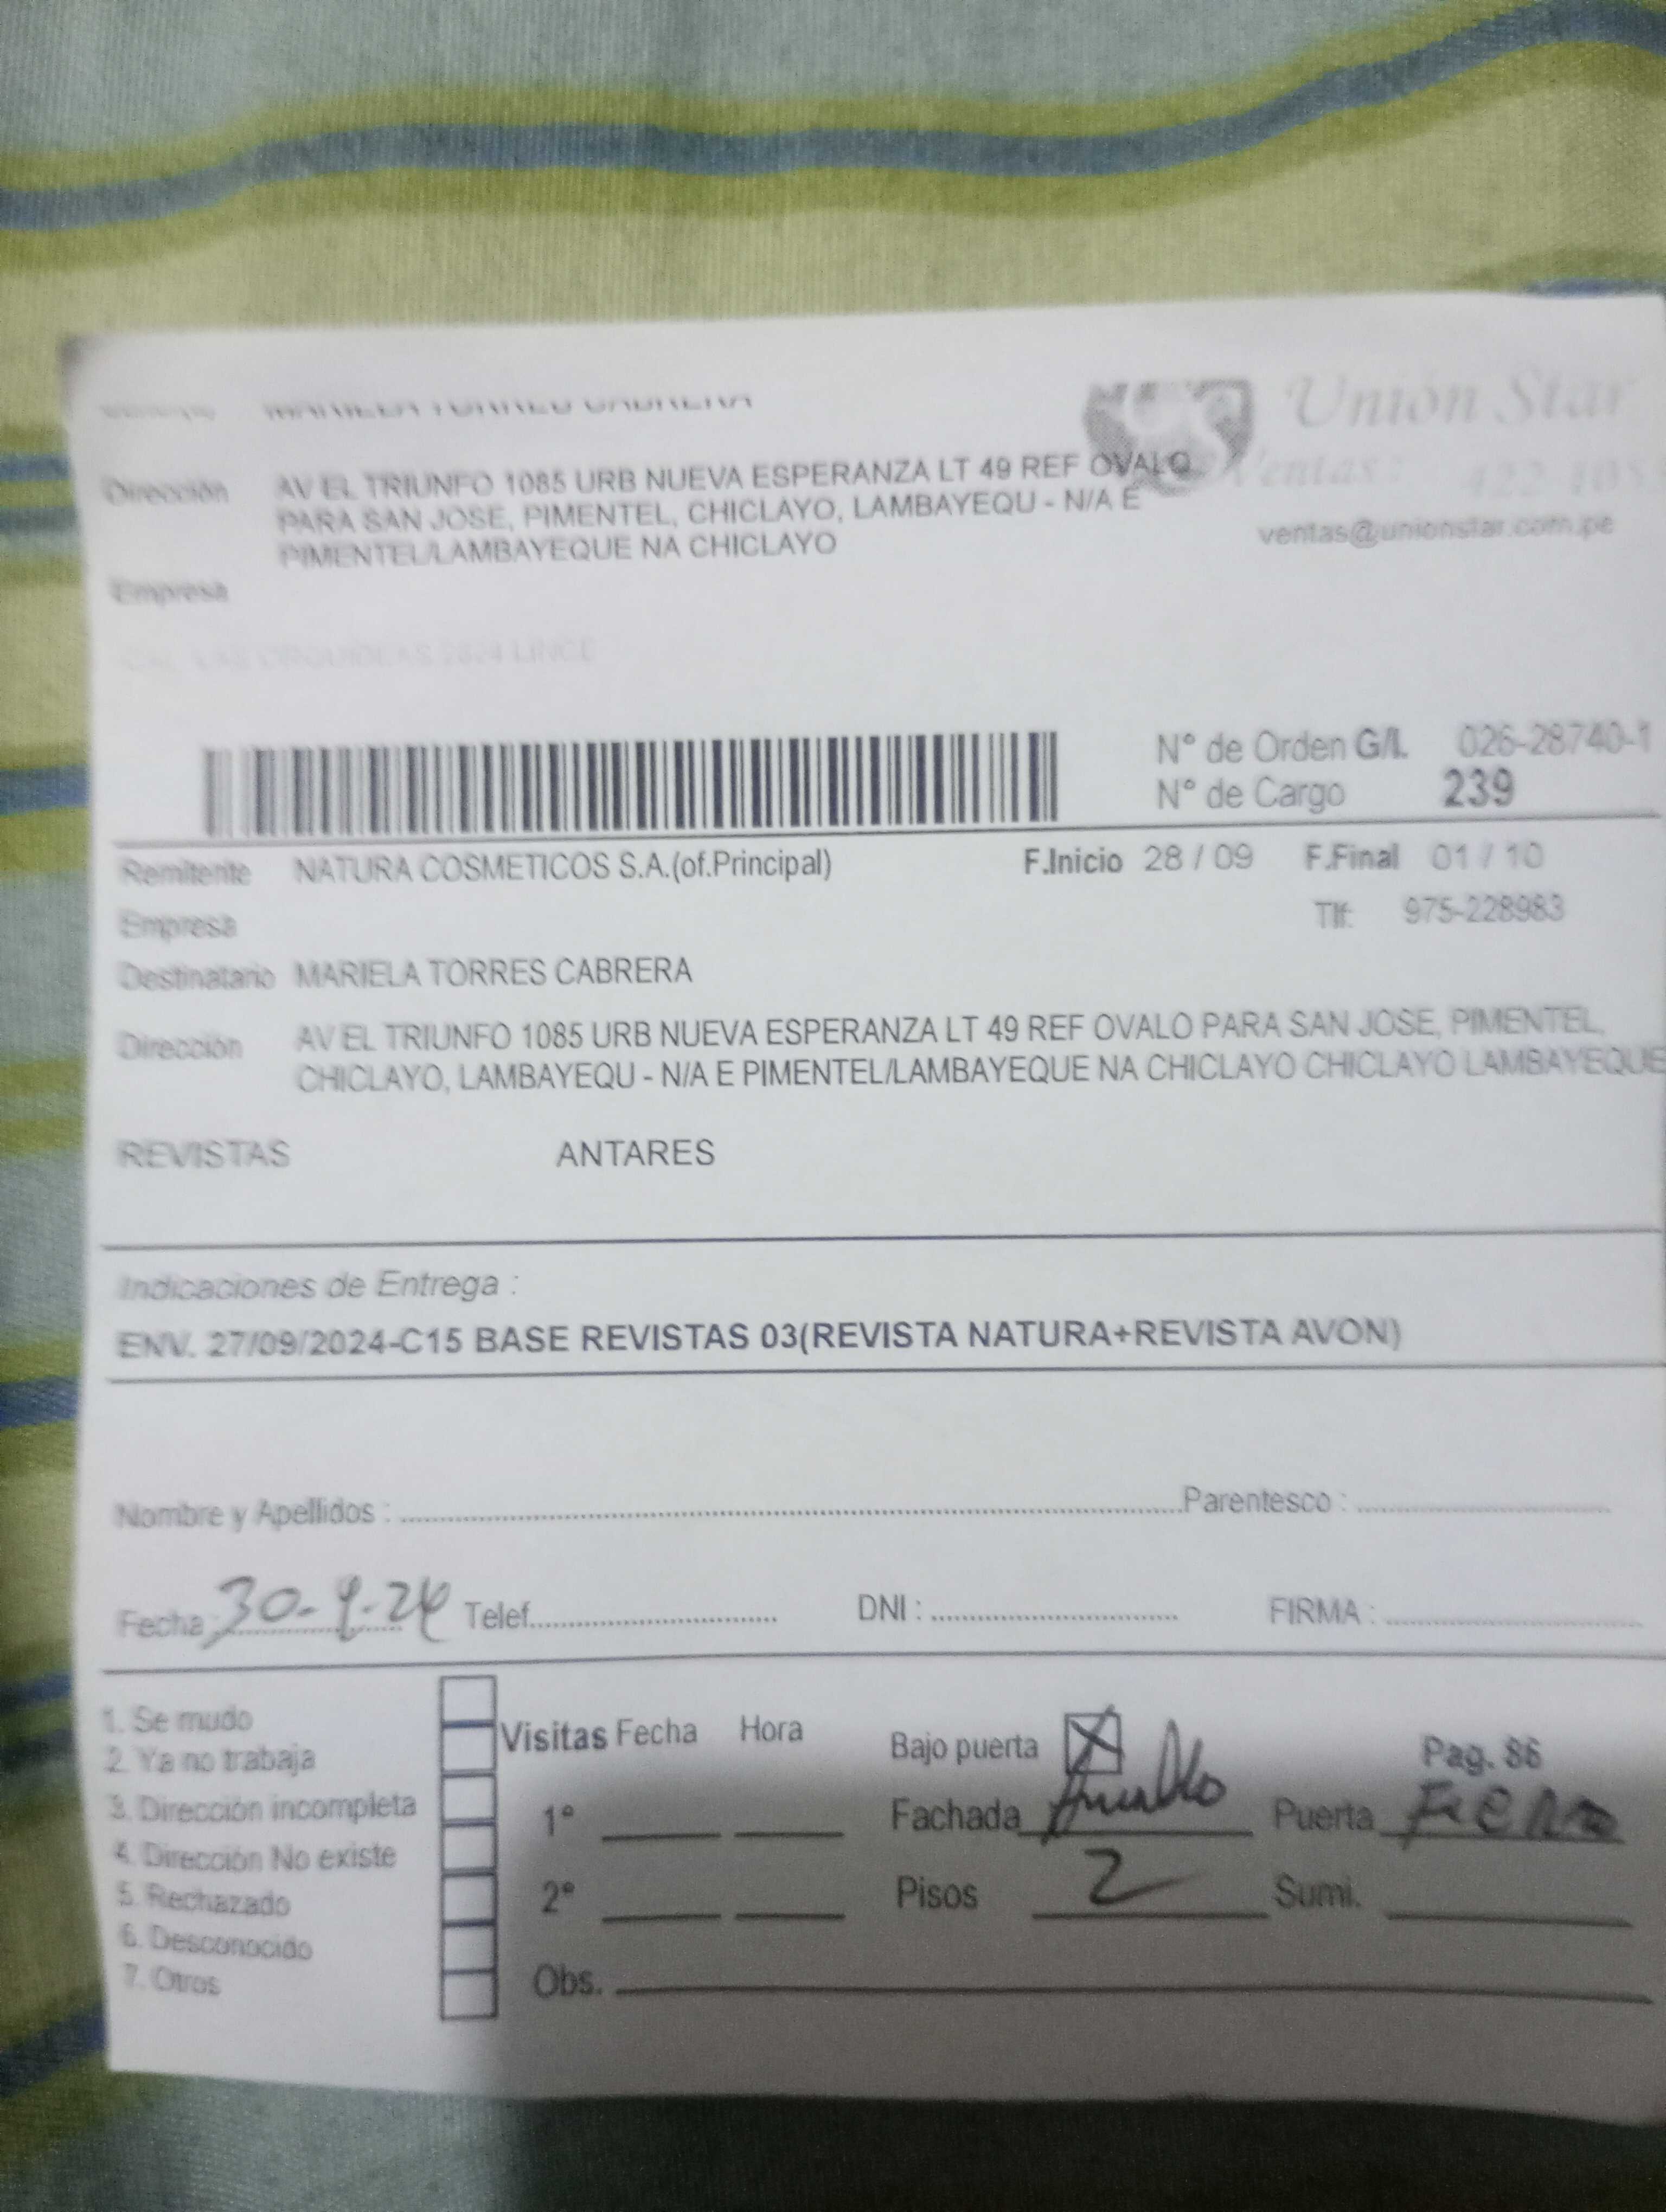 MARIELA TORRES CABRERA
Unión Star
Dirección AV EL TRIUNFO 1085 URB NUEVA ESPERANZA LT 49 REF OVALO
Ventas:
PARA SAN JOSE, PIMENTEL, CHICLAYO, LAMBAYEQU - N/A E
ventas@unionstar.com.pe
PIMENTEL/LAMBAYEQUE NA CHICLAYO
Empresa
N° de Orden G/L 026-28740-1
N° de Cargo 239
Remitente NATURA COSMETICOS S.A.(of.Principal) F.Inicio 28 / 09 F.Final 01 / 10
Empresa Tlf: 975-228983
Destinatario MARIELA TORRES CABRERA
Dirección AV EL TRIUNFO 1085 URB NUEVA ESPERANZA LT 49 REF OVALO PARA SAN JOSE, PIMENTEL,
CHICLAYO, LAMBAYEQU - N/A E PIMENTEL/LAMBAYEQUE NA CHICLAYO CHICLAYO LAMBAYEQUE
REVISTAS ANTARES
Indicaciones de Entrega :
ENV. 27/09/2024-C15 BASE REVISTAS 03(REVISTA NATURA+REVISTA AVON)
Nombre y Apellidos : Parentesco :
Fecha : 30-9-24 Telef. DNI : FIRMA :
1. Se mudo
2. Ya no trabaja
3. Dirección incompleta
4. Dirección No existe
5. Rechazado
6. Desconocido
7. Otros
Visitas Fecha Hora
1°
2°
Obs.
Bajo puerta X Pag. 86
Fachada Puerta Fierro
Pisos 2 Sumi.